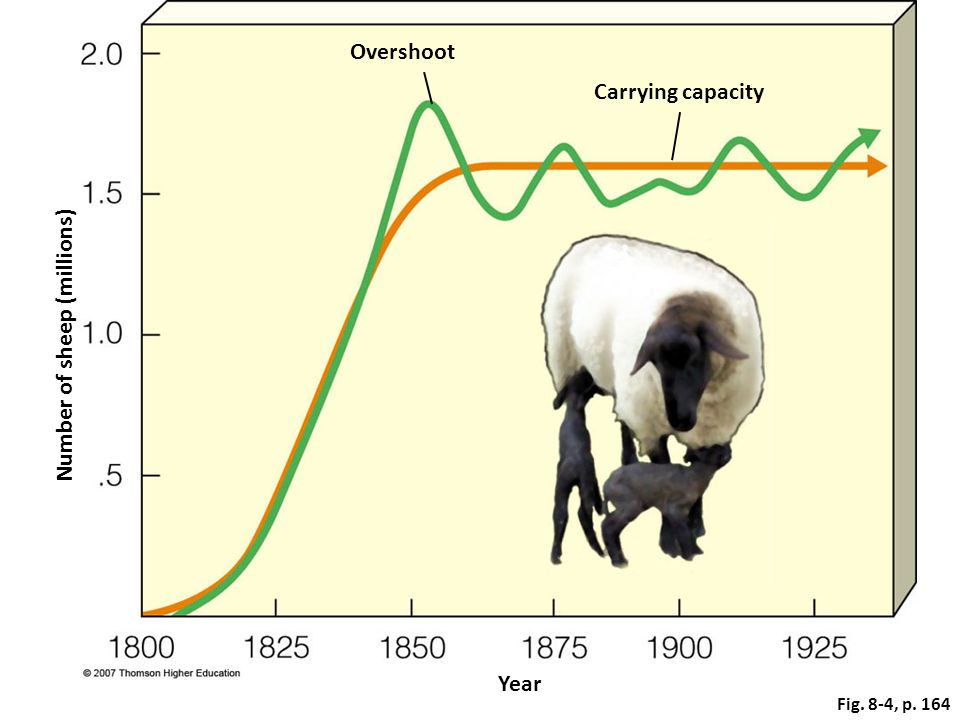 2.0
Overshoot
Carrying capacity
1.5
Number of sheep (millions)
1.0
.5
1800 1825 1850 1875 1900 1925
© 2007 Thomson Higher Education
Year
Fig. 8-4, p. 164